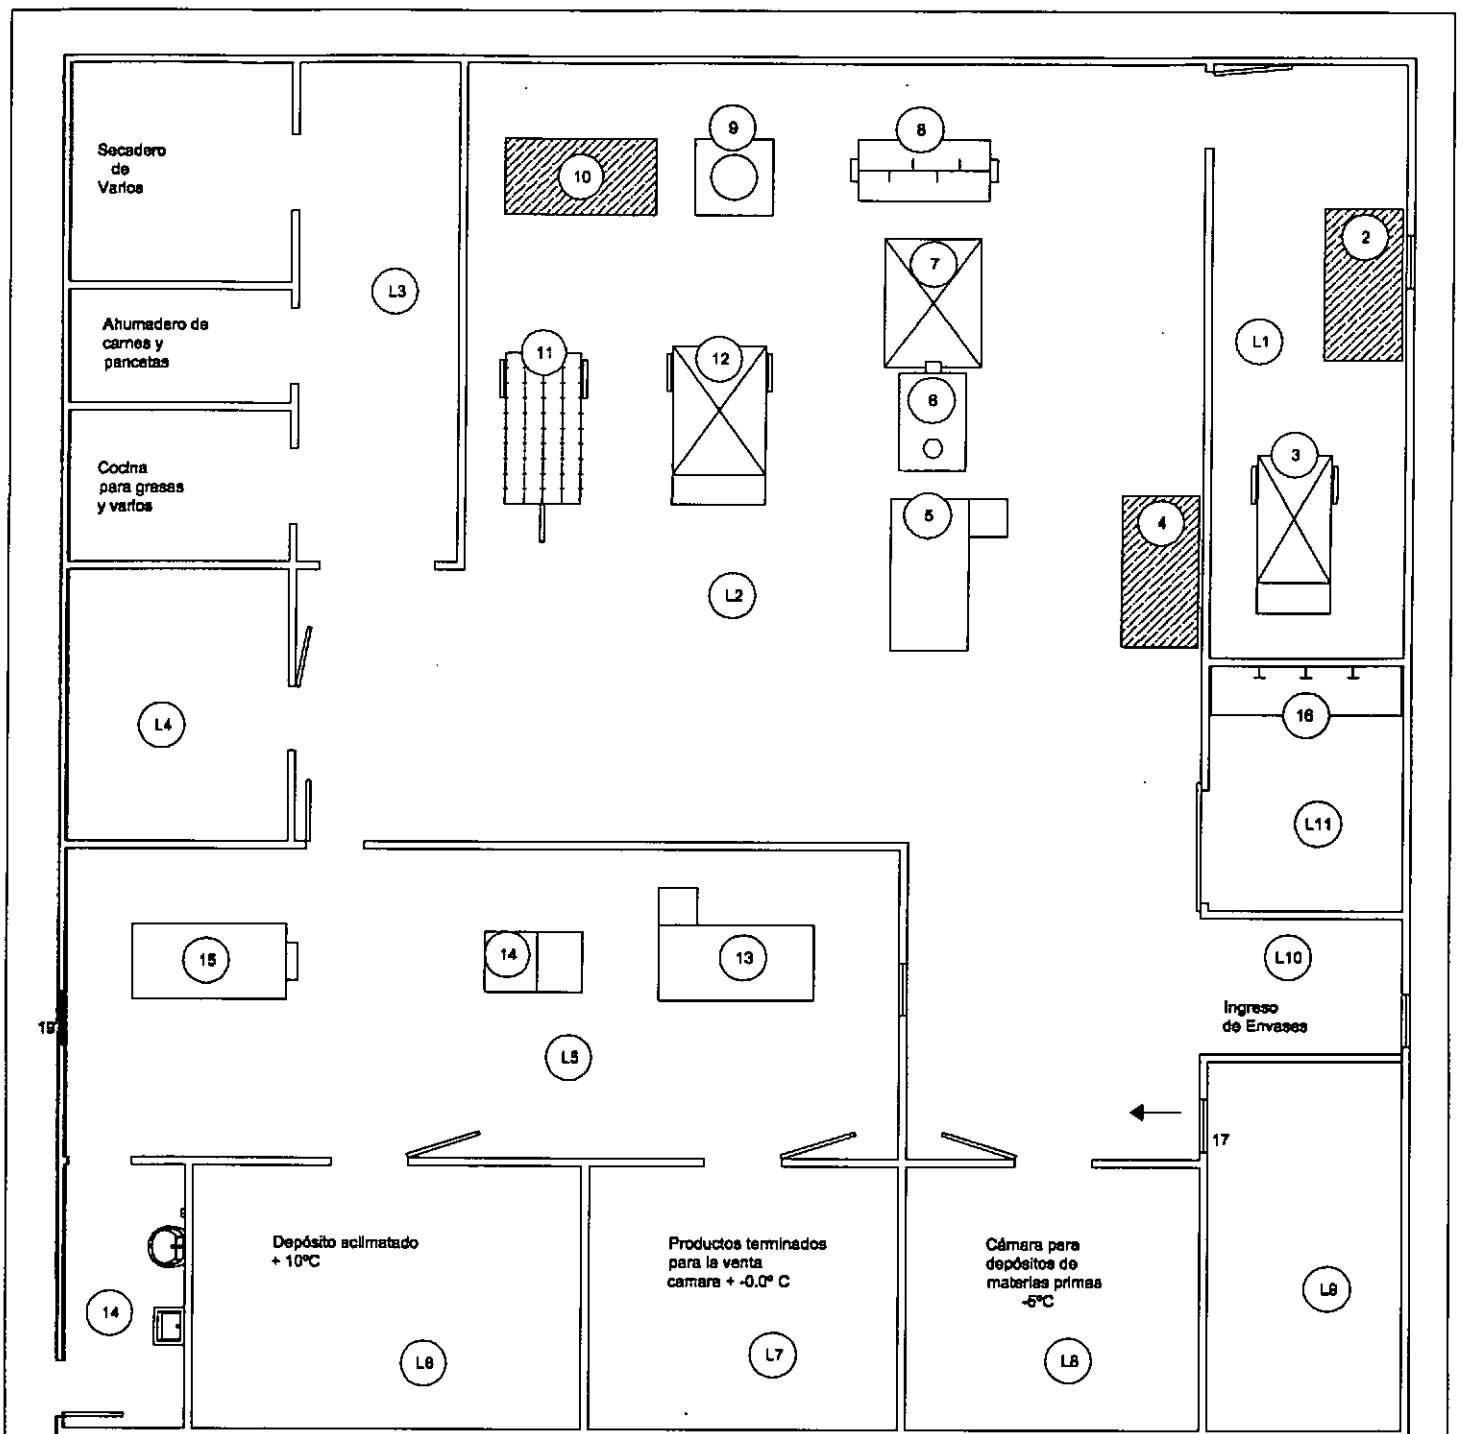 Secadero
de
Varios
9
8
10
2
L3
7
Ahumadero de
carnes y
pancetas
L1
11
12
6
Cocina
para grasas
y varios
3
5
4
L2
L4
16
L11
15
14
13
L10
Ingreso
de Envases
19
L5
17
Depósito aclimatado
+ 10ºC
Productos terminados
para la venta
camara + -0.0º C
Cámara para
depósitos de
materias primas
-5ºC
14
L6
L7
L8
L9